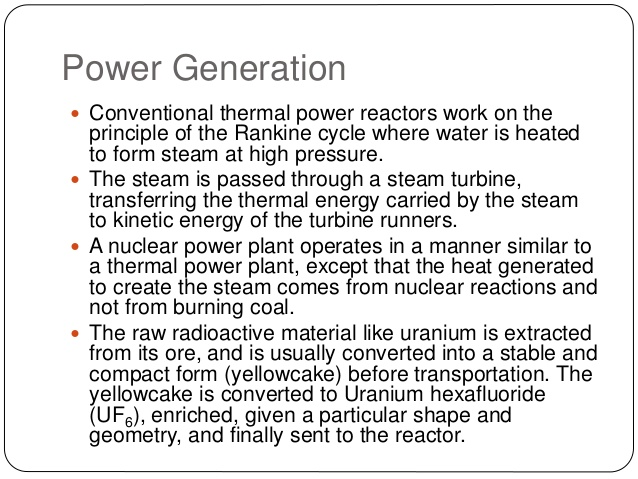 Power Generation
• Conventional thermal power reactors work on the
principle of the Rankine cycle where water is heated
to form steam at high pressure.
• The steam is passed through a steam turbine,
transferring the thermal energy carried by the steam
to kinetic energy of the turbine runners.
• A nuclear power plant operates in a manner similar to
a thermal power plant, except that the heat generated
to create the steam comes from nuclear reactions and
not from burning coal.
• The raw radioactive material like uranium is extracted
from its ore, and is usually converted into a stable and
compact form (yellowcake) before transportation. The
yellowcake is converted to Uranium hexafluoride
(UF₆), enriched, given a particular shape and
geometry, and finally sent to the reactor.